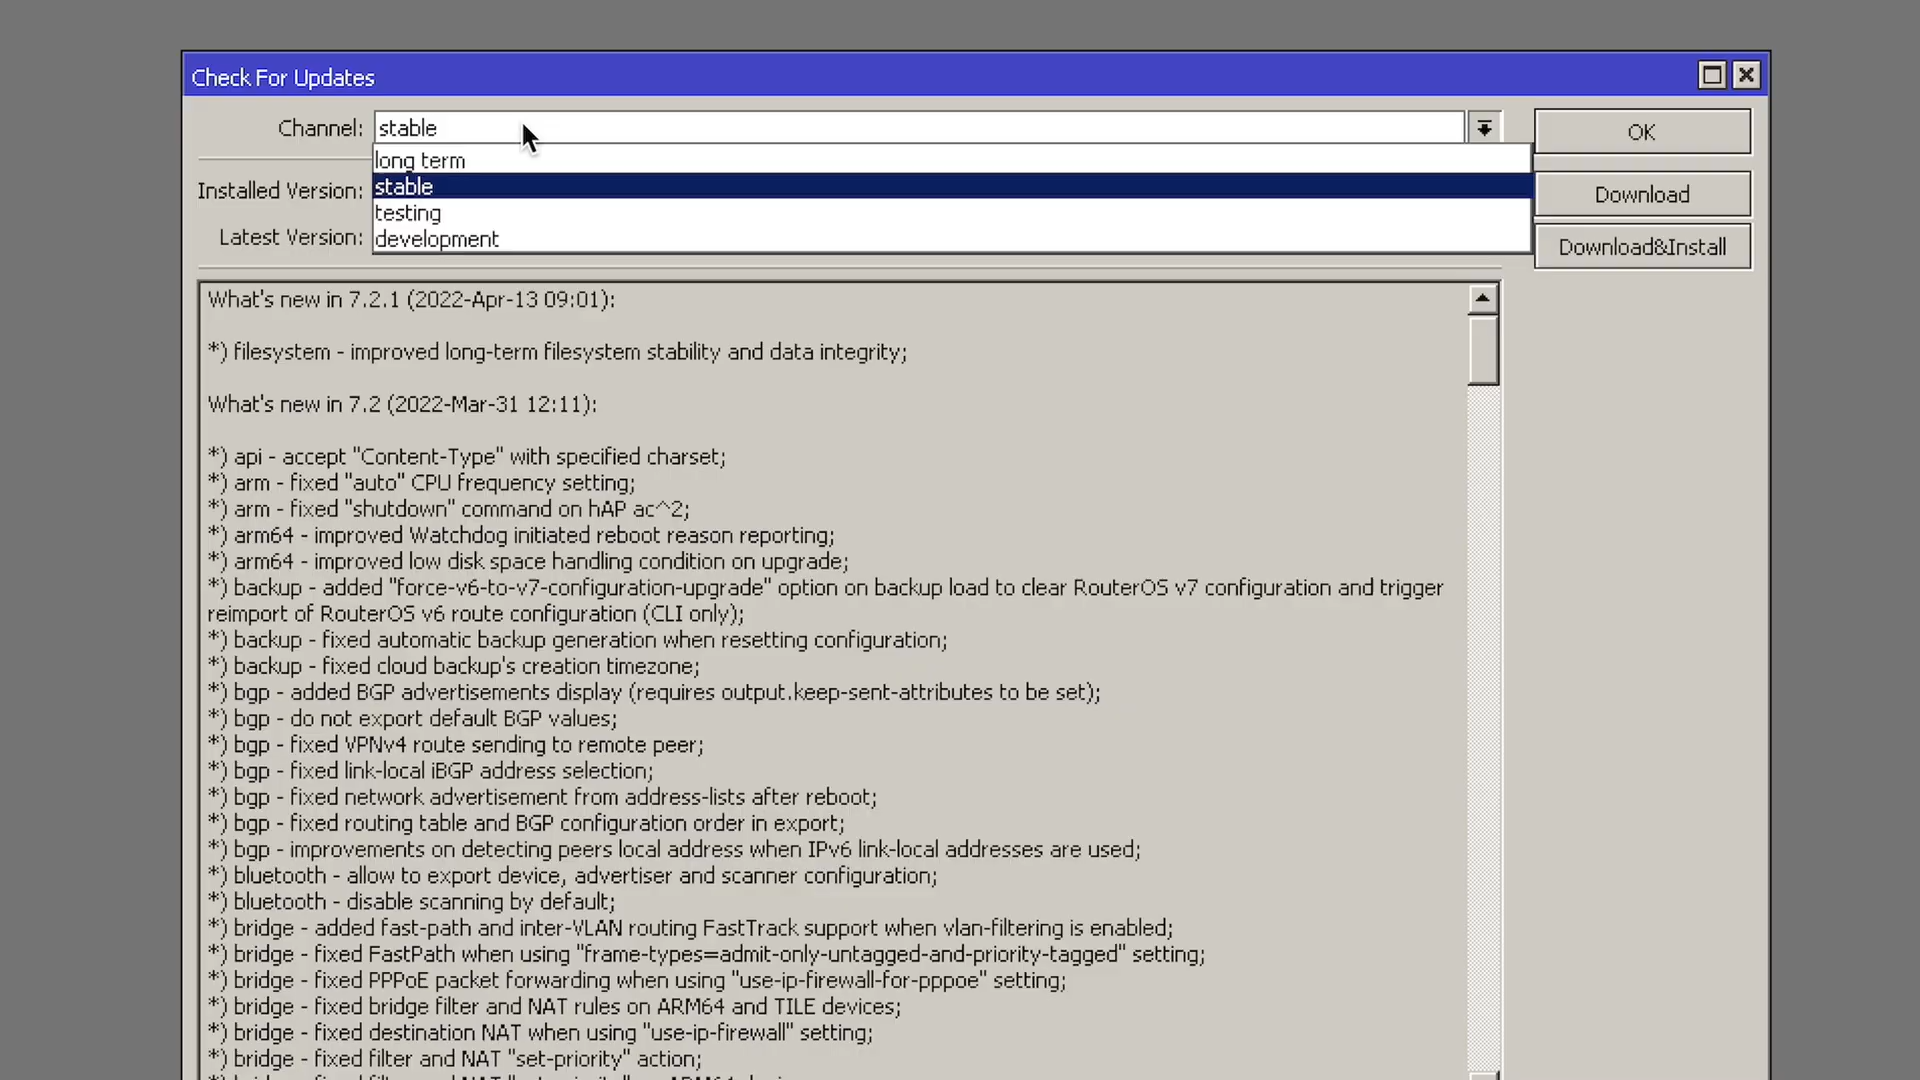 Check For Updates
Channel: stable
OK
long term
Installed Version: stable
Download
testing
Latest Version: development
Download&Install
What's new in 7.2.1 (2022-Apr-13 09:01):
*) filesystem - improved long-term filesystem stability and data integrity;
What's new in 7.2 (2022-Mar-31 12:11):
*) api - accept "Content-Type" with specified charset;
*) arm - fixed "auto" CPU frequency setting;
*) arm - fixed "shutdown" command on hAP ac^2;
*) arm64 - improved Watchdog initiated reboot reason reporting;
*) arm64 - improved low disk space handling condition on upgrade;
*) backup - added "force-v6-to-v7-configuration-upgrade" option on backup load to clear RouterOS v7 configuration and trigger
reimport of RouterOS v6 route configuration (CLI only);
*) backup - fixed automatic backup generation when resetting configuration;
*) backup - fixed cloud backup's creation timezone;
*) bgp - added BGP advertisements display (requires output.keep-sent-attributes to be set);
*) bgp - do not export default BGP values;
*) bgp - fixed VPNv4 route sending to remote peer;
*) bgp - fixed link-local iBGP address selection;
*) bgp - fixed network advertisement from address-lists after reboot;
*) bgp - fixed routing table and BGP configuration order in export;
*) bgp - improvements on detecting peers local address when IPv6 link-local addresses are used;
*) bluetooth - allow to export device, advertiser and scanner configuration;
*) bluetooth - disable scanning by default;
*) bridge - added fast-path and inter-VLAN routing FastTrack support when vlan-filtering is enabled;
*) bridge - fixed FastPath when using "frame-types=admit-only-untagged-and-priority-tagged" setting;
*) bridge - fixed PPPoE packet forwarding when using "use-ip-firewall-for-pppoe" setting;
*) bridge - fixed bridge filter and NAT rules on ARM64 and TILE devices;
*) bridge - fixed destination NAT when using "use-ip-firewall" setting;
*) bridge - fixed filter and NAT "set-priority" action;